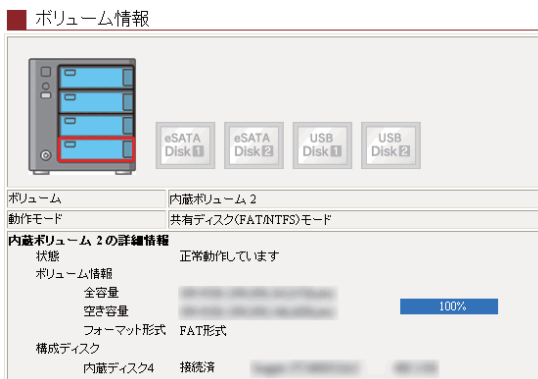 ボリューム情報
eSATA Disk 1
eSATA Disk 2
USB Disk 1
USB Disk 2
ボリューム 内蔵ボリューム 2
動作モード 共有ディスク(FAT/NTFS)モード
内蔵ボリューム 2 の詳細情報
状態 正常動作しています
ボリューム情報
全容量
空き容量 100%
フォーマット形式 FAT形式
構成ディスク
内蔵ディスク4 接続済